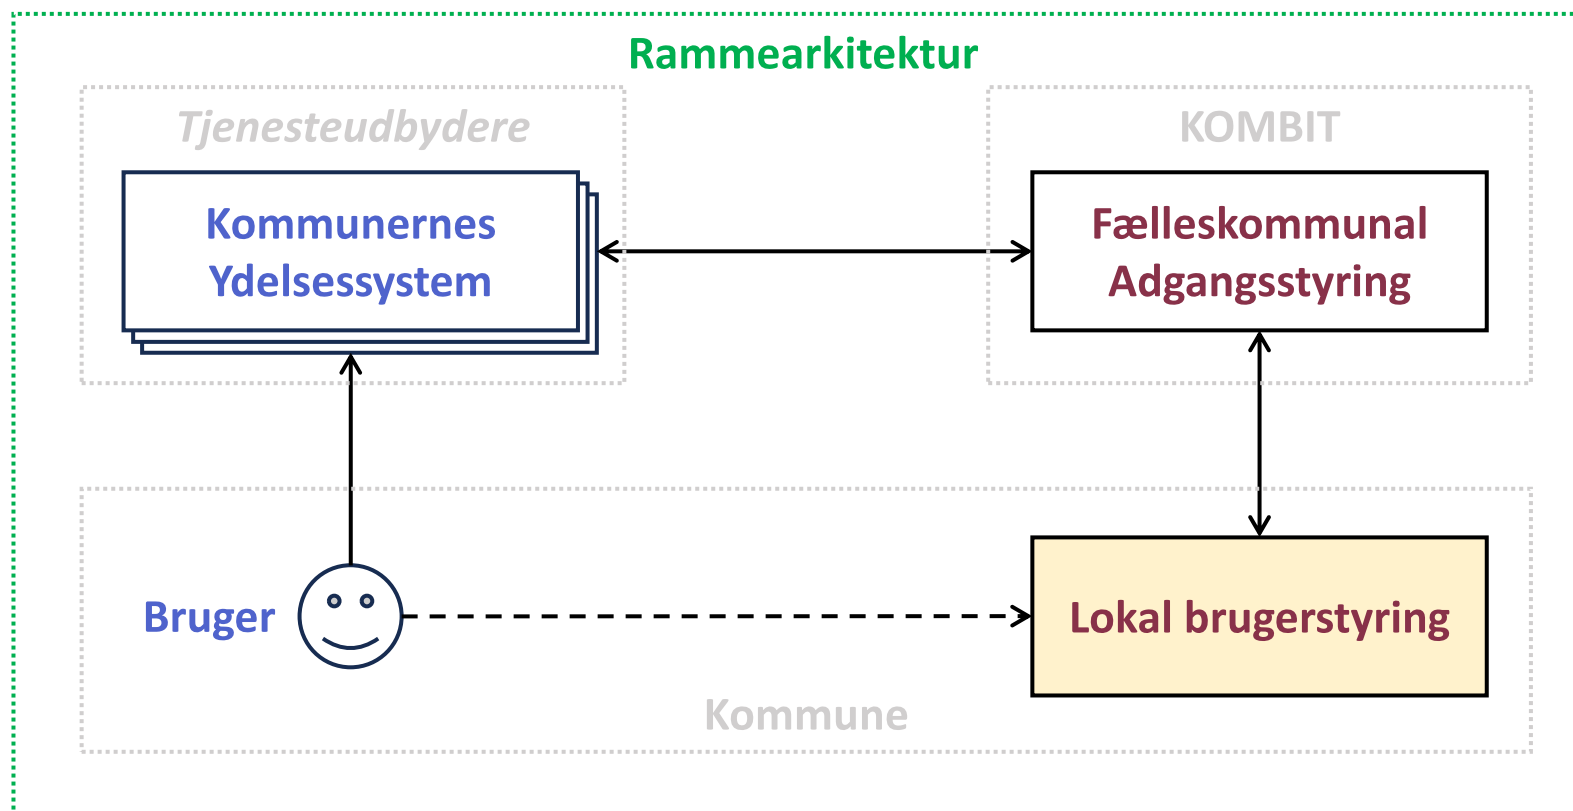 Rammearkitektur
Tjenesteudbydere
KOMBIT
Kommunernes
Ydelsessystem
Fælleskommunal
Adgangsstyring
Bruger
Lokal brugerstyring
Kommune